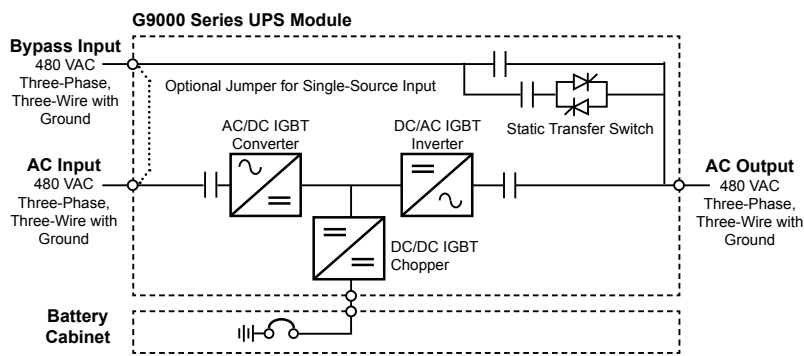 G9000 Series UPS Module
Bypass Input
480 VAC
Three-Phase,
Three-Wire with
Ground
Optional Jumper for Single-Source Input
Static Transfer Switch
AC/DC IGBT
Converter
DC/AC IGBT
Inverter
AC Input
480 VAC
Three-Phase,
Three-Wire with
Ground
AC Output
480 VAC
Three-Phase,
Three-Wire with
Ground
DC/DC IGBT
Chopper
Battery
Cabinet